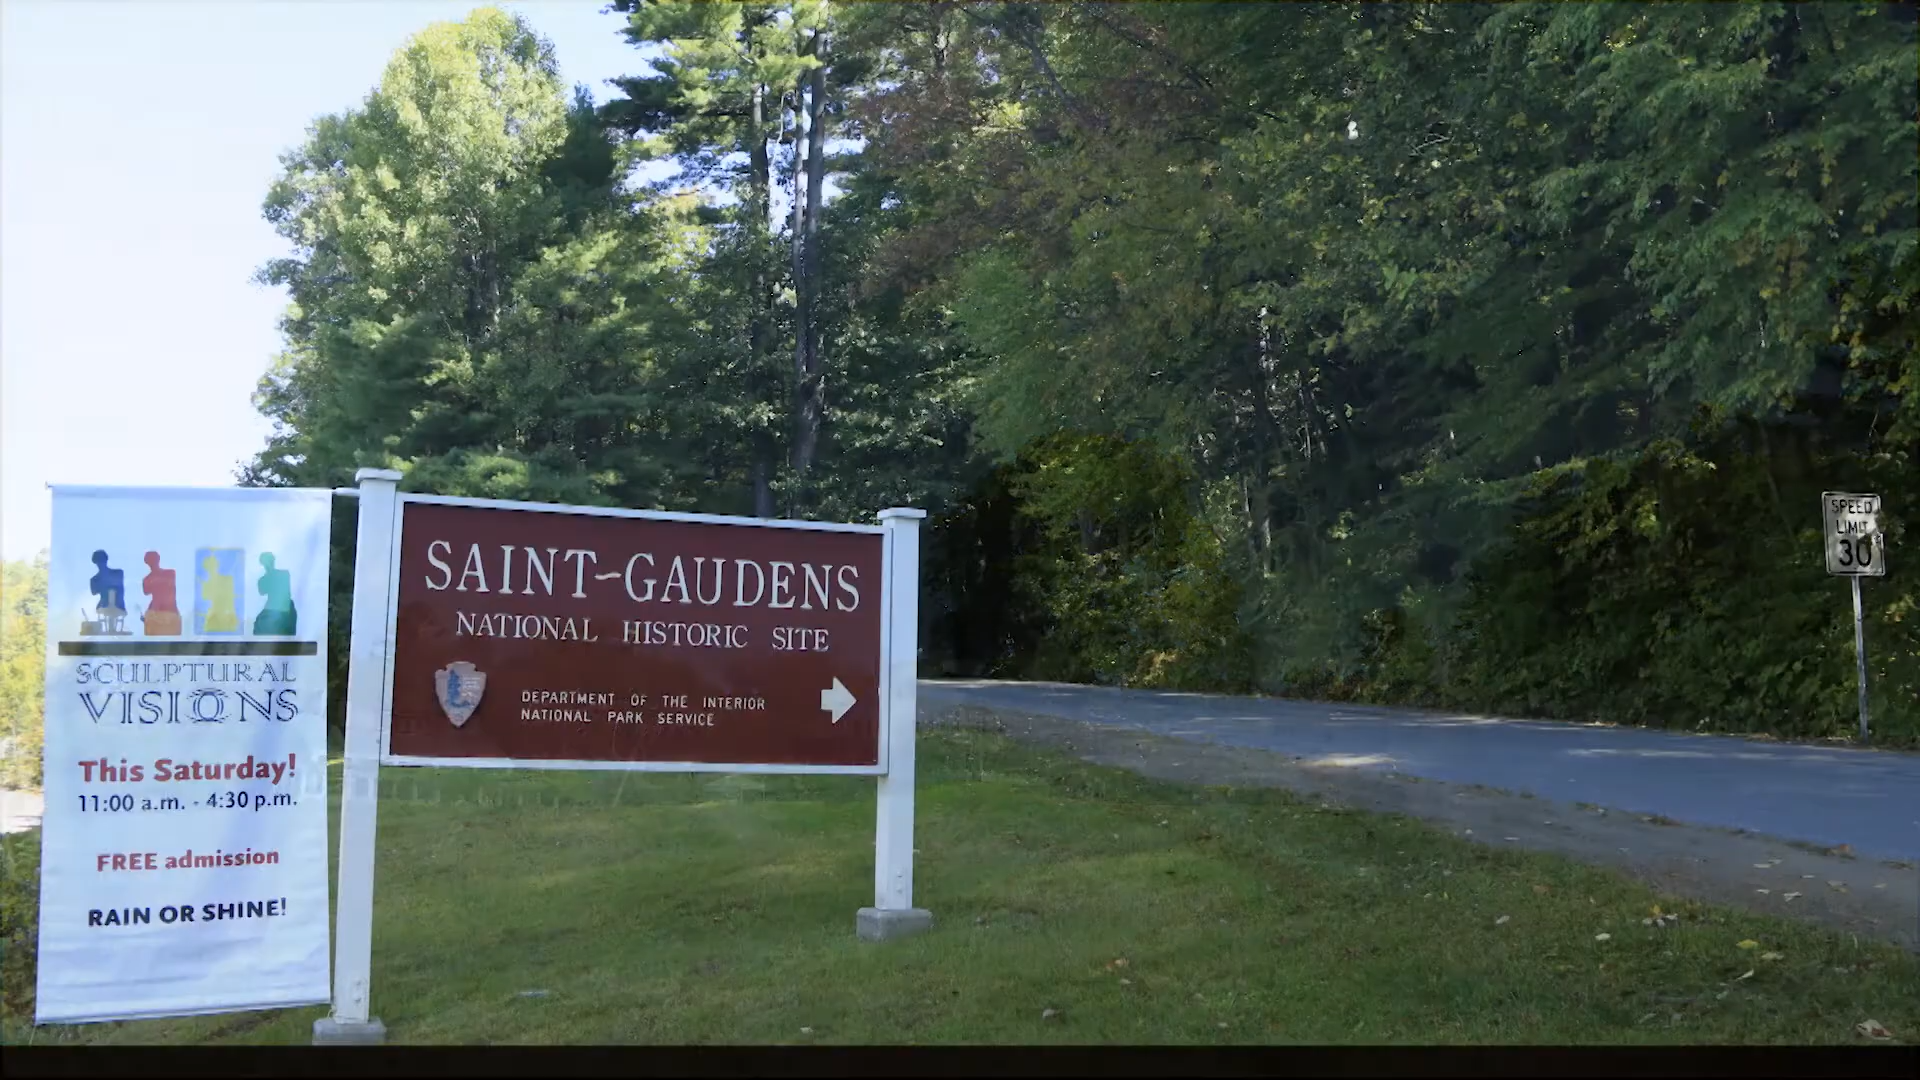 SCULPTURAL
VISIONS
This Saturday!
11:00 a.m. - 4:30 p.m.
FREE admission
RAIN OR SHINE!
SAINT-GAUDENS
NATIONAL HISTORIC SITE
DEPARTMENT OF THE INTERIOR
NATIONAL PARK SERVICE
SPEED
LIMIT
30